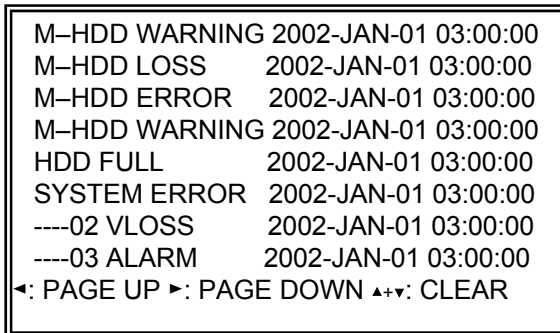 M–HDD WARNING 2002-JAN-01 03:00:00
M–HDD LOSS 2002-JAN-01 03:00:00
M–HDD ERROR 2002-JAN-01 03:00:00
M–HDD WARNING 2002-JAN-01 03:00:00
HDD FULL 2002-JAN-01 03:00:00
SYSTEM ERROR 2002-JAN-01 03:00:00
----02 VLOSS 2002-JAN-01 03:00:00
----03 ALARM 2002-JAN-01 03:00:00
◄: PAGE UP ►: PAGE DOWN ▲+▼: CLEAR